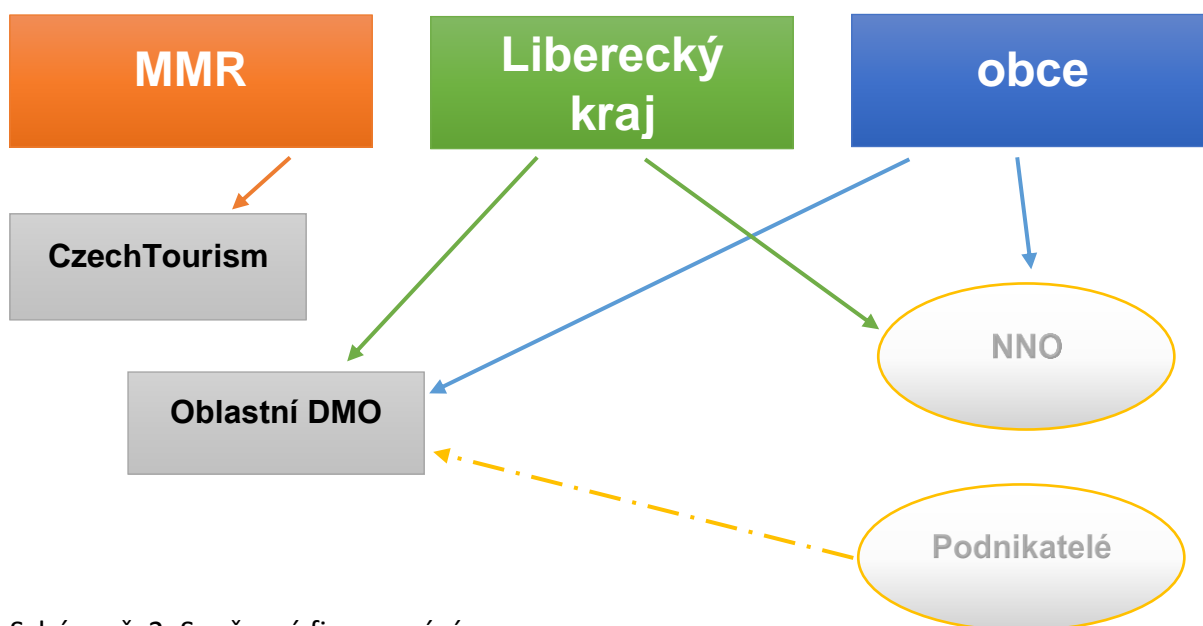 MMR
Liberecký
kraj
obce
CzechTourism
NNO
Oblastní DMO
Podnikatelé